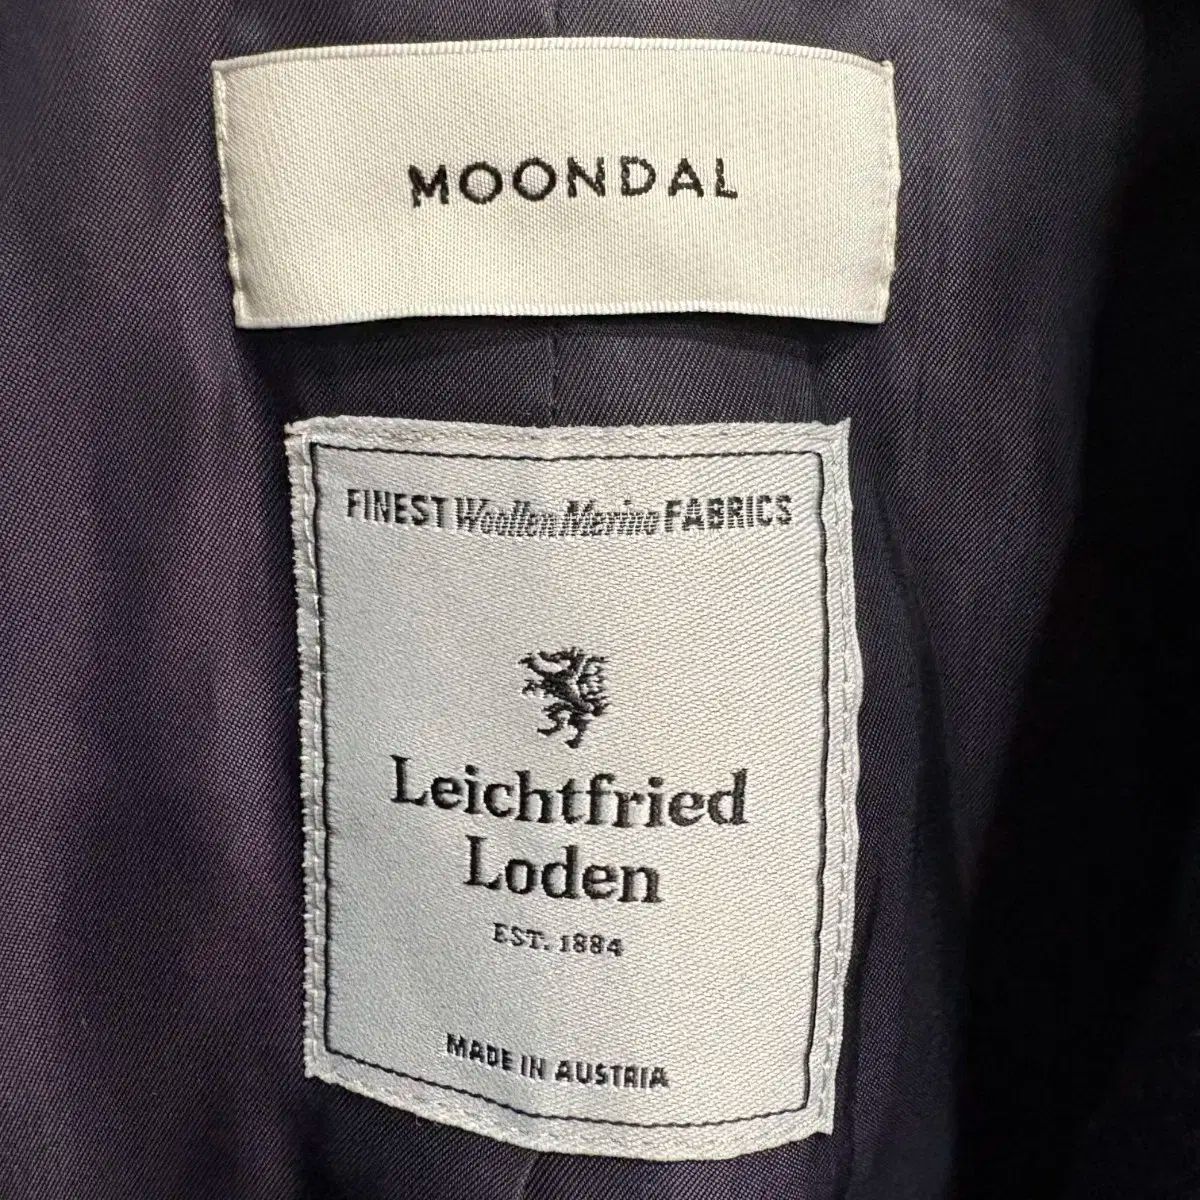 MOONDAL
FINEST Woollen Merino FABRICS
Leichtfried
Loden
EST. 1884
MADE IN AUSTRIA